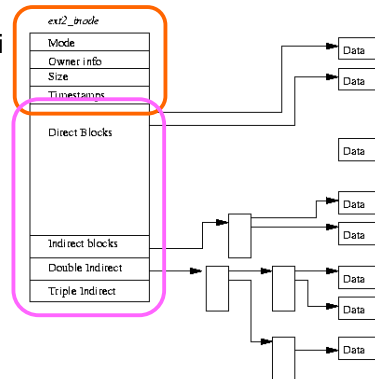 ext2_inode
i
Mode
Owner info
Size
Timestamps
Direct Blocks
Indirect blocks
Double Indirect
Triple Indirect
Data
Data
Data
Data
Data
Data
Data
Data